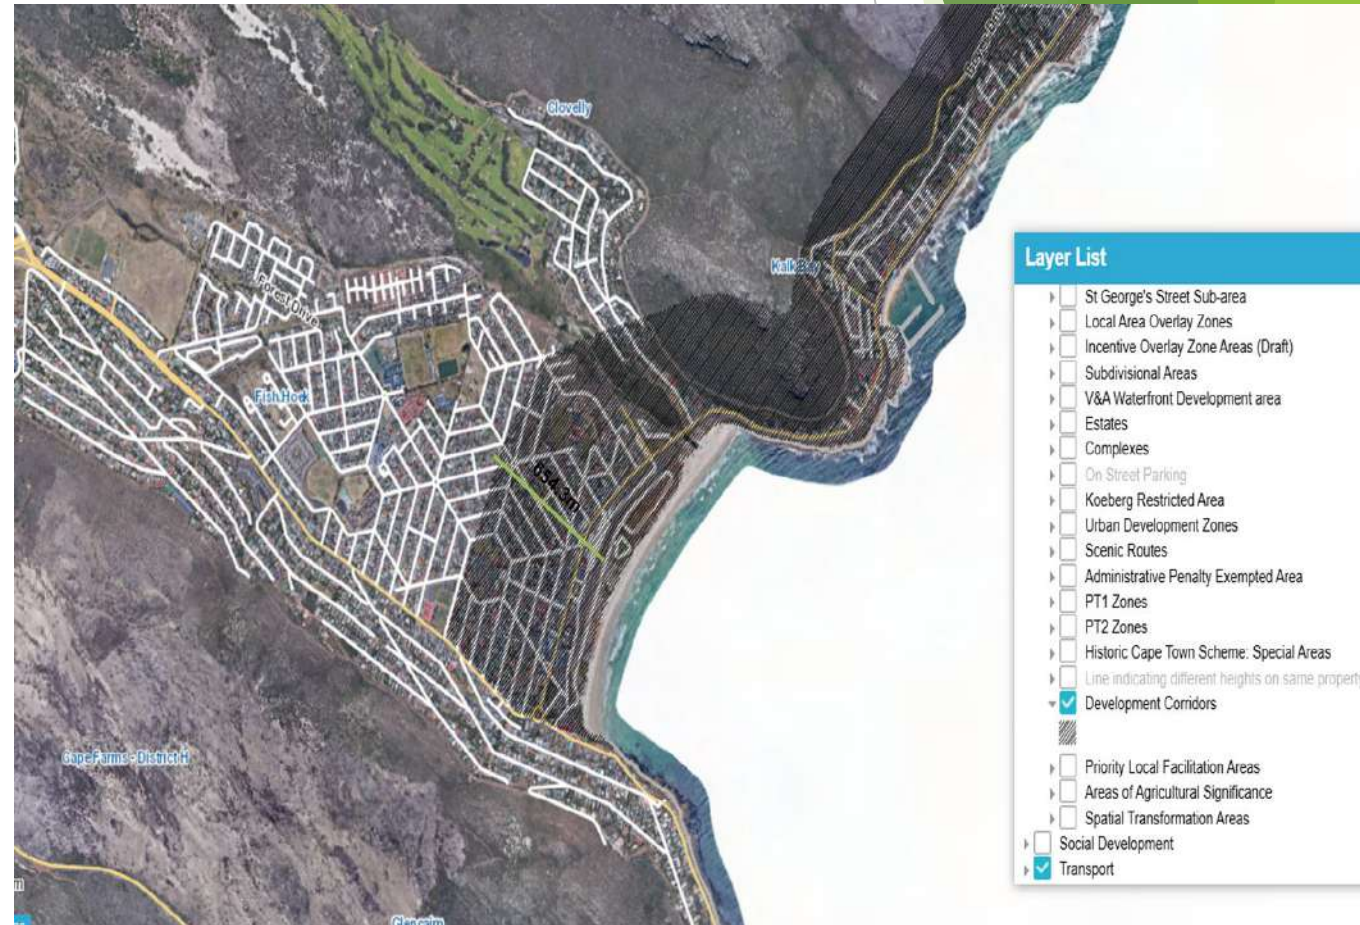 Clovelly
Kalk Bay
Forest Drive
Fish Hoek
654.3m
Cape Farms - District H
Glencairn
Layer List
St George's Street Sub-area
Local Area Overlay Zones
Incentive Overlay Zone Areas (Draft)
Subdivisional Areas
V&A Waterfront Development area
Estates
Complexes
On Street Parking
Koeberg Restricted Area
Urban Development Zones
Scenic Routes
Administrative Penalty Exempted Area
PT1 Zones
PT2 Zones
Historic Cape Town Scheme: Special Areas
Line indicating different heights on same property
Development Corridors
Priority Local Facilitation Areas
Areas of Agricultural Significance
Spatial Transformation Areas
Social Development
Transport